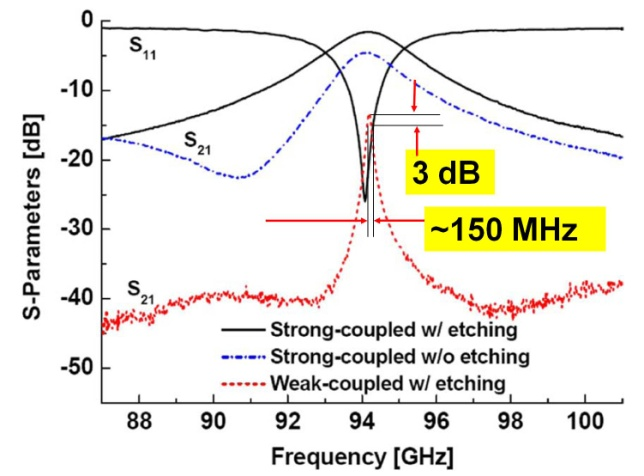 S-Parameters [dB]
0
-10
-20
-30
-40
-50
S11
S21
S21
3 dB
~150 MHz
Strong-coupled w/ etching
Strong-coupled w/o etching
Weak-coupled w/ etching
88 90 92 94 96 98 100
Frequency [GHz]